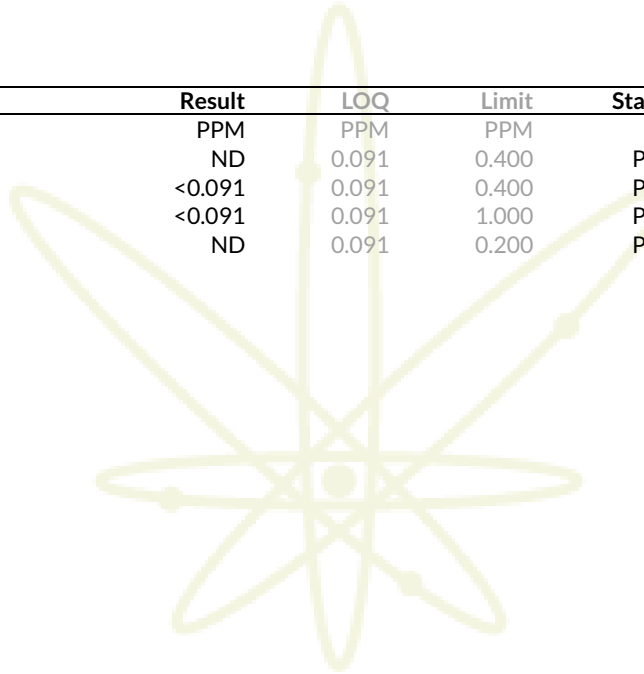 Result LOQ Limit Sta
PPM PPM PPM
ND 0.091 0.400 P
<0.091 0.091 0.400 P
<0.091 0.091 1.000 P
ND 0.091 0.200 P